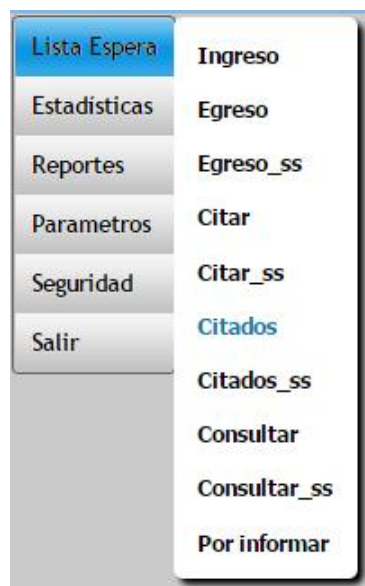 Lista Espera
Estadísticas
Reportes
Parametros
Seguridad
Salir
Ingreso
Egreso
Egreso_ss
Citar
Citar_ss
Citados
Citados_ss
Consultar
Consultar_ss
Por informar